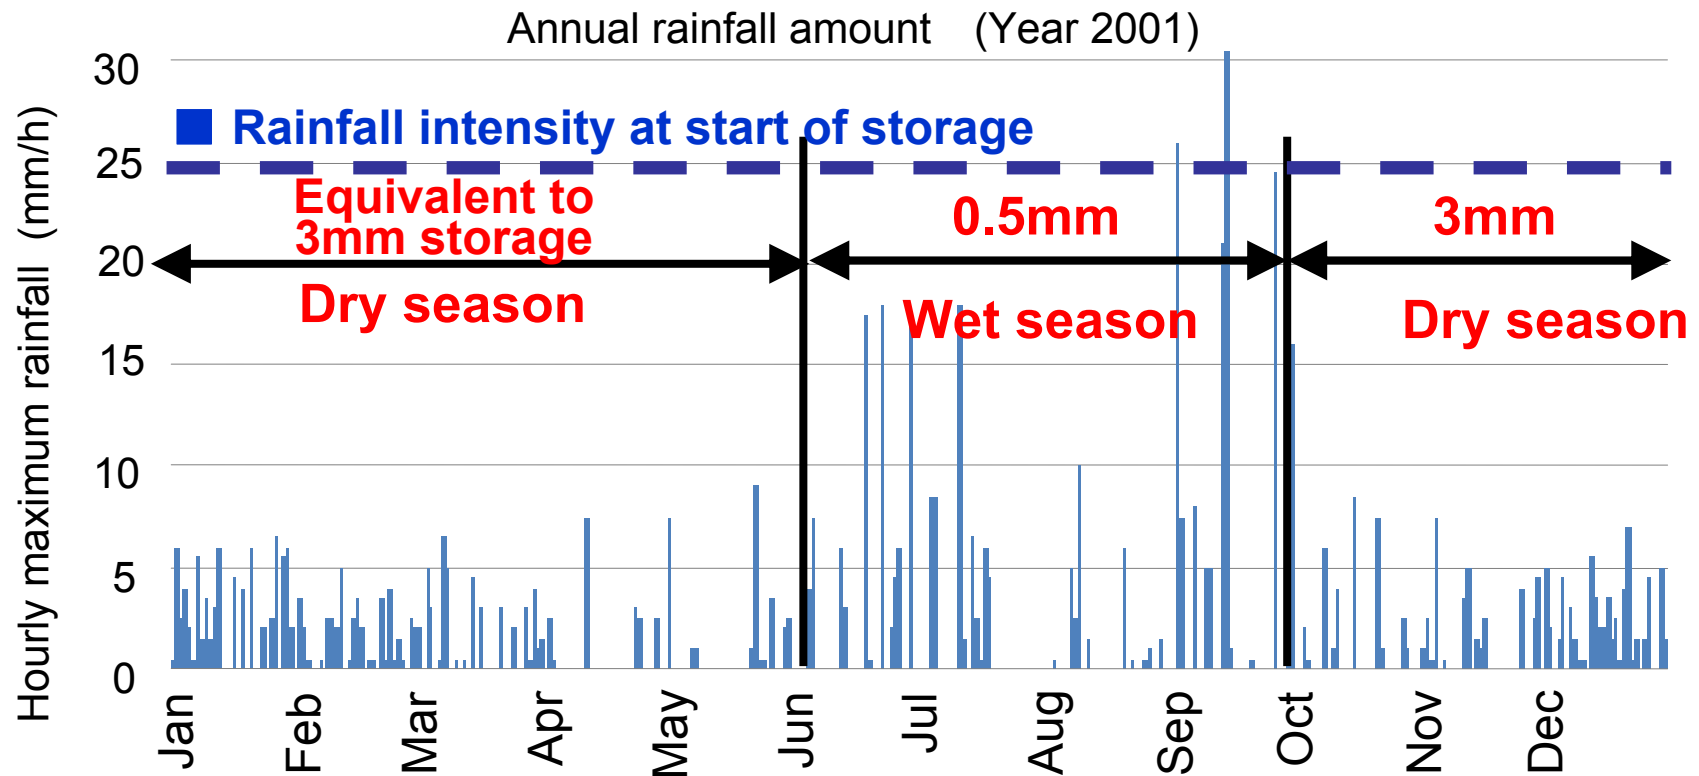 Annual rainfall amount (Year 2001)
Hourly maximum rainfall (mm/h)
30
25
20
15
10
5
0
Rainfall intensity at start of storage
Equivalent to
3mm storage
Dry season
0.5mm
Wet season
3mm
Dry season
Jan
Feb
Mar
Apr
May
Jun
Jul
Aug
Sep
Oct
Nov
Dec